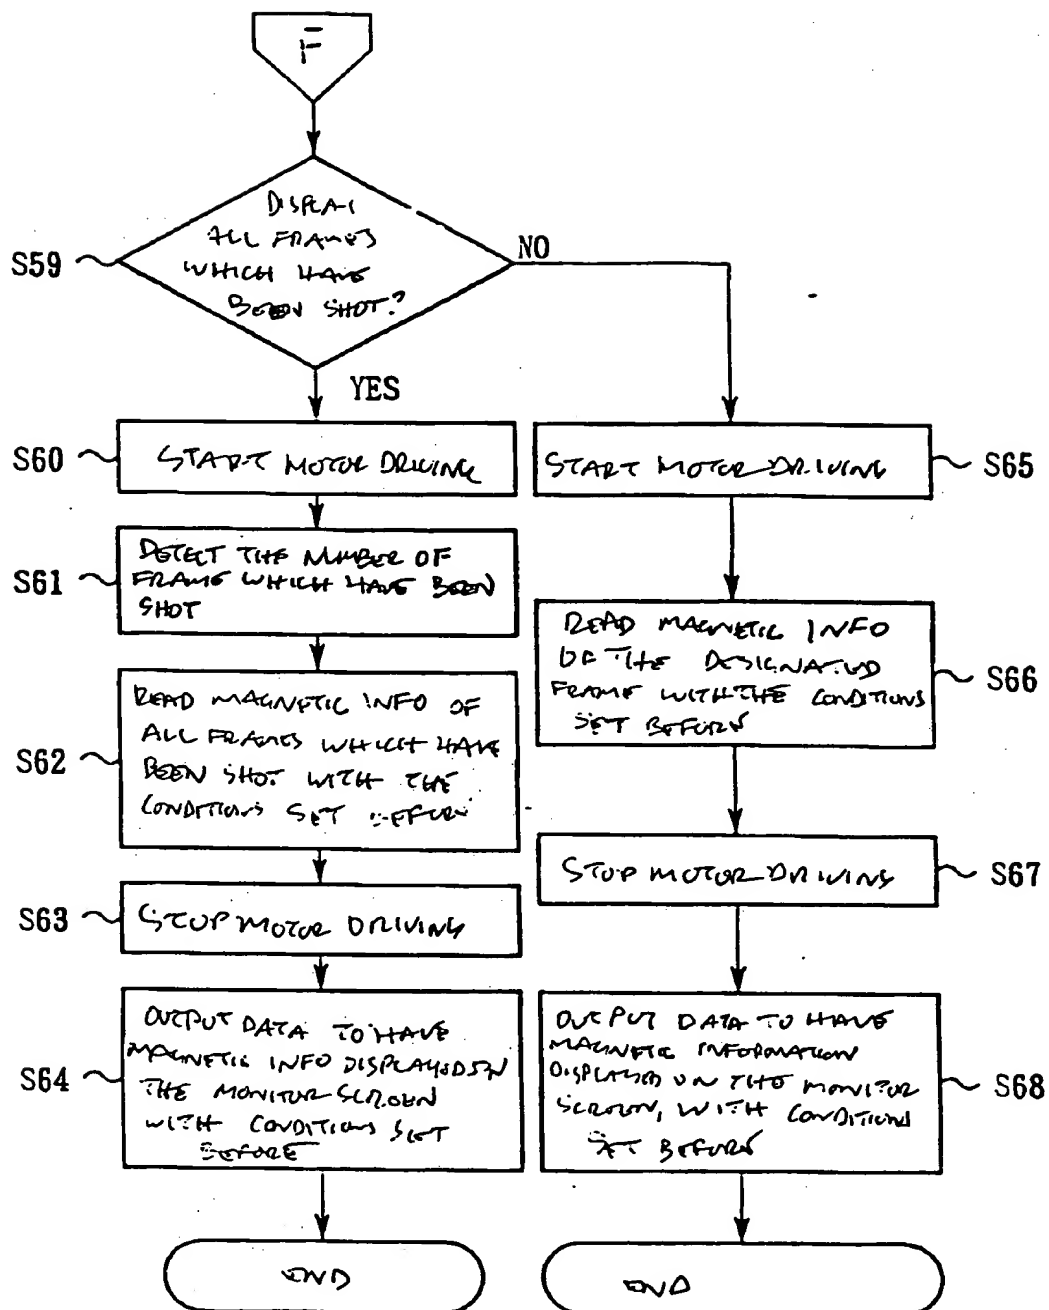 F
DISPLAY
ALL FRAMES
WHICH HAVE
BEEN SHOT?
S59
NO
YES
S60
START MOTOR DRIVING
S61
DETECT THE NUMBER OF
FRAME WHICH HAVE BEEN
SHOT
S62
READ MAGNETIC INFO OF
ALL FRAMES WHICH HAVE
BEEN SHOT WITH THE
CONDITIONS SET BEFORE
S63
STOP MOTOR DRIVING
S64
OUTPUT DATA TO HAVE
MAGNETIC INFO DISPLAYED ON
THE MONITOR SCREEN
WITH CONDITIONS SET
BEFORE
END
START MOTOR DRIVING
S65
READ MAGNETIC INFO
OF THE DESIGNATED
FRAME WITH THE CONDITIONS
SET BEFORE
S66
STOP MOTOR DRIVING
S67
OUTPUT DATA TO HAVE
MAGNETIC INFORMATION
DISPLAYED ON THE MONITOR
SCREEN, WITH CONDITIONS
SET BEFORE
S68
END